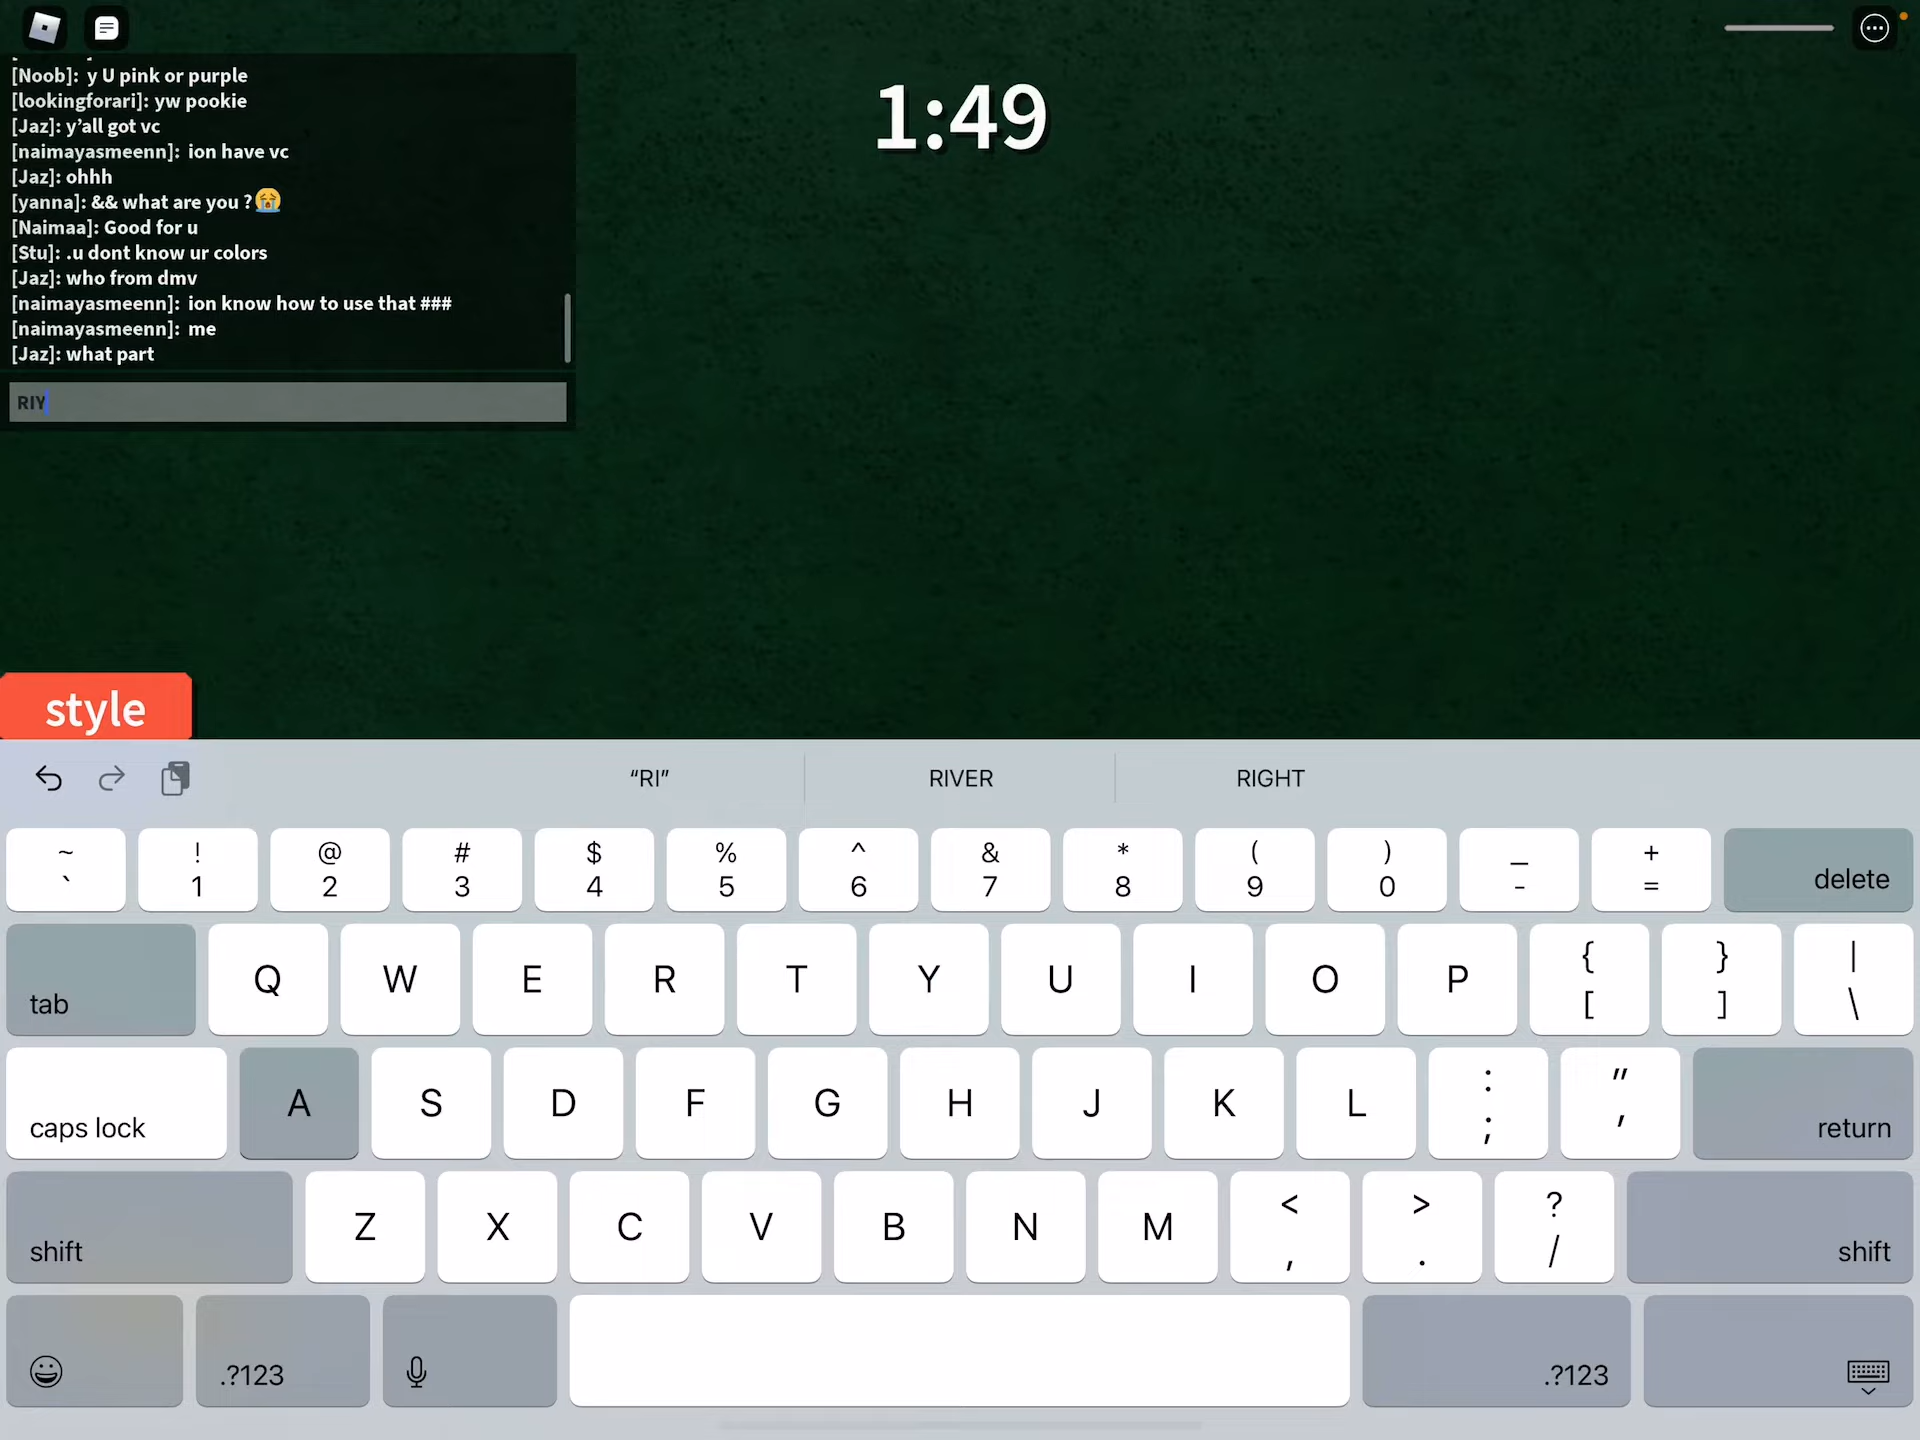 [Noob]: y U pink or purple
[lookingforari]: yw pookie
[Jaz]: y’all got vc
[naimayasmeenn]: ion have vc
[Jaz]: ohhh
[yanna]: && what are you ?😭
[Naimaa]: Good for u
[Stu]: .u dont know ur colors
[Jaz]: who from dmv
[naimayasmeenn]: ion know how to use that ###
[naimayasmeenn]: me
[Jaz]: what part
RIY
1:49
style
“RI” RIVER RIGHT
~ ! @ # $ % ^ & * ( ) _ +
` 1 2 3 4 5 6 7 8 9 0 - = delete
tab Q W E R T Y U I O P { [ } ] | \
caps lock A S D F G H J K L : ; " ' return
shift Z X C V B N M < , > . ? / shift
.?123 .?123